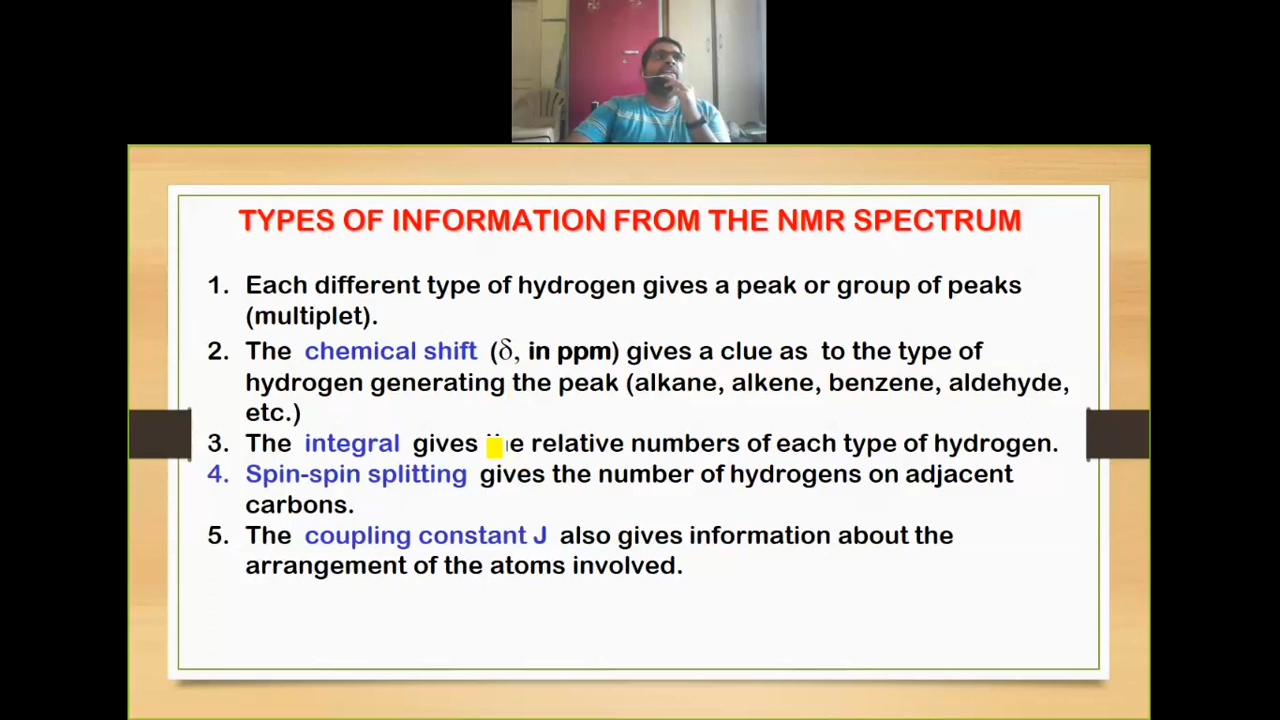 TYPES OF INFORMATION FROM THE NMR SPECTRUM
1. Each different type of hydrogen gives a peak or group of peaks
(multiplet).
2. The chemical shift (δ, in ppm) gives a clue as to the type of
hydrogen generating the peak (alkane, alkene, benzene, aldehyde,
etc.)
3. The integral gives relative numbers of each type of hydrogen.
4. Spin-spin splitting gives the number of hydrogens on adjacent
carbons.
5. The coupling constant J also gives information about the
arrangement of the atoms involved.